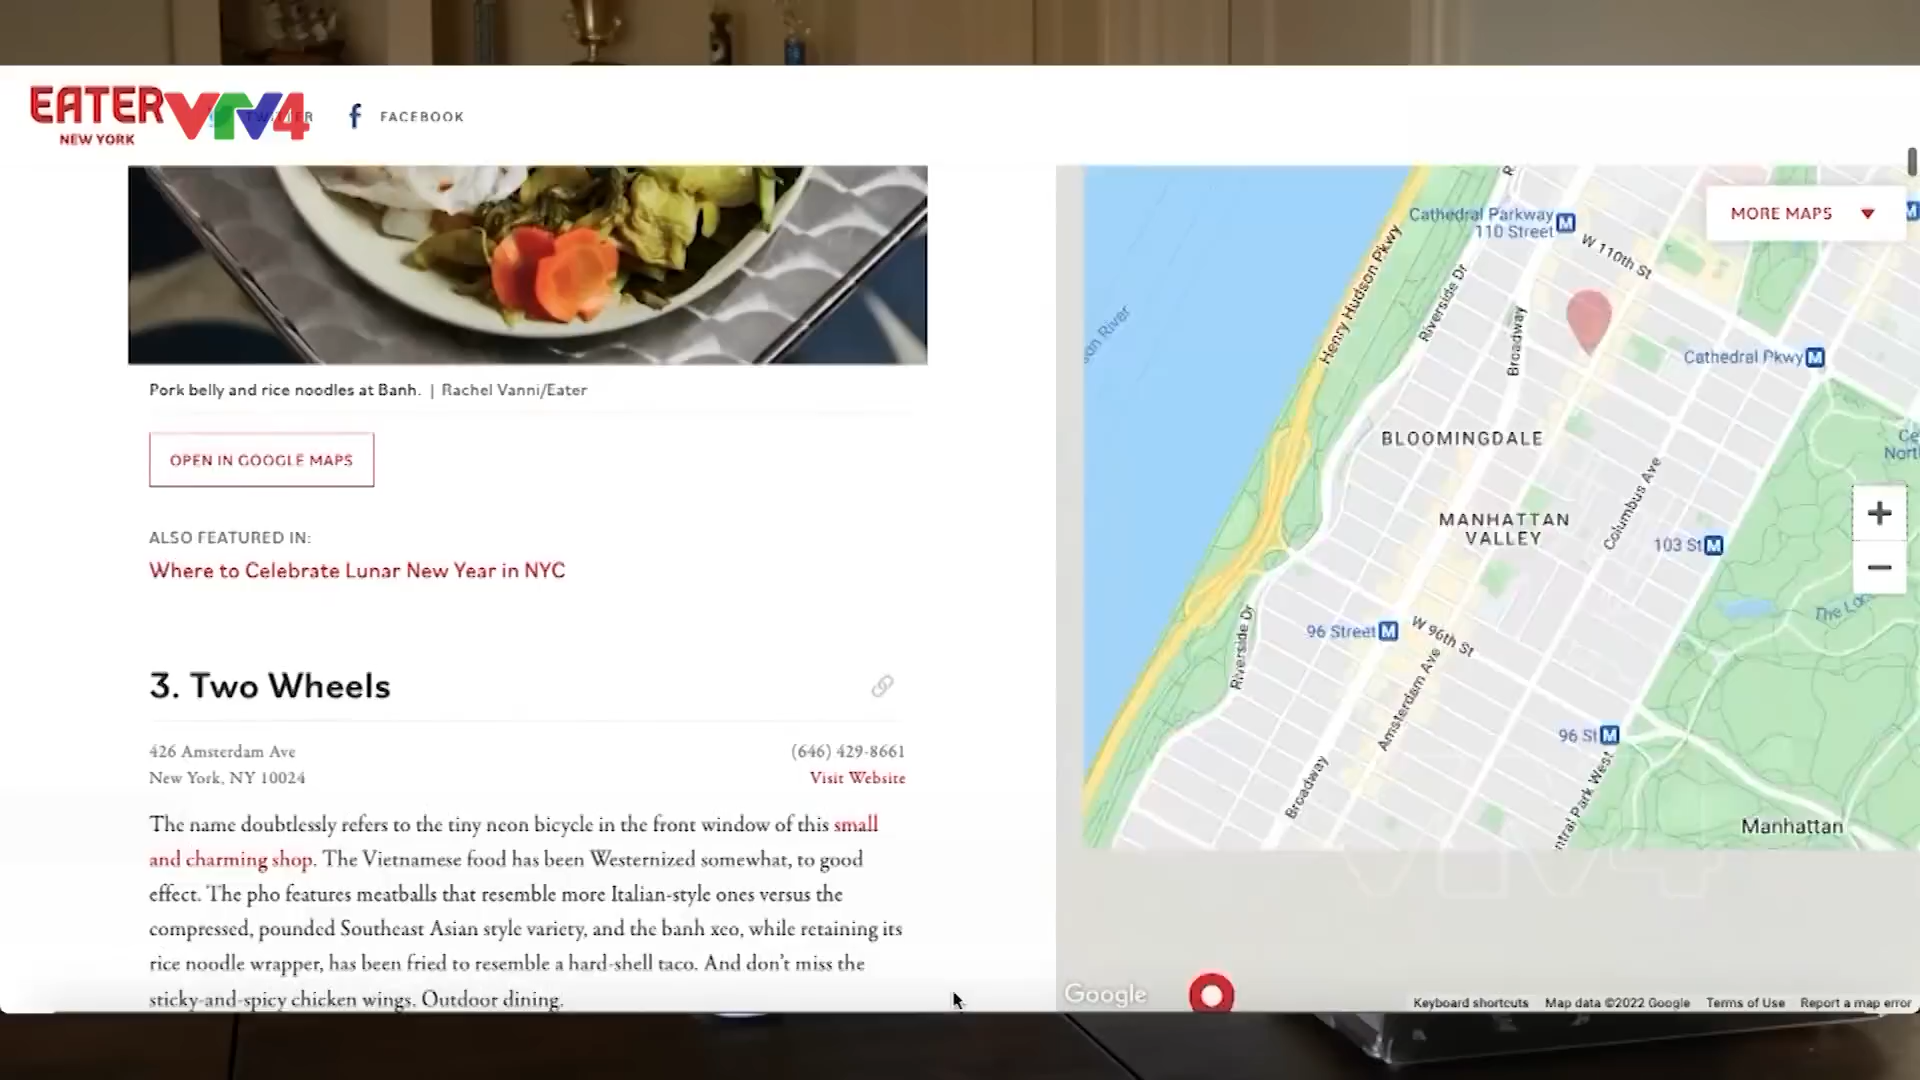 EATER
NEW YORK
VTV4
FACEBOOK
Pork belly and rice noodles at Banh. | Rachel Vanni/Eater
OPEN IN GOOGLE MAPS
ALSO FEATURED IN:
Where to Celebrate Lunar New Year in NYC
3. Two Wheels
426 Amsterdam Ave
(646) 429-8661
New York, NY 10024
Visit Website
The name doubtlessly refers to the tiny neon bicycle in the front window of this small
and charming shop. The Vietnamese food has been Westernized somewhat, to good
effect. The pho features meatballs that resemble more Italian-style ones versus the
compressed, pounded Southeast Asian style variety, and the banh xeo, while retaining its
rice noodle wrapper, has been fried to resemble a hard-shell taco. And don't miss the
sticky-and-spicy chicken wings. Outdoor dining.
MORE MAPS
Cathedral Parkway
110 Street
M
W 110th St
Henry Hudson Pkwy
Riverside Dr
Broadway
Cathedral Pkwy
M
River
BLOOMINGDALE
MANHATTAN
VALLEY
Columbus Ave
103 St
M
96 Street
M
W 96th St
Riverside Dr
Amsterdam Ave
96 St
M
Broadway
Park West
Manhattan
The
VTV4
Google
Keyboard shortcuts
Map data ©2022 Google
Terms of Use
Report a map error